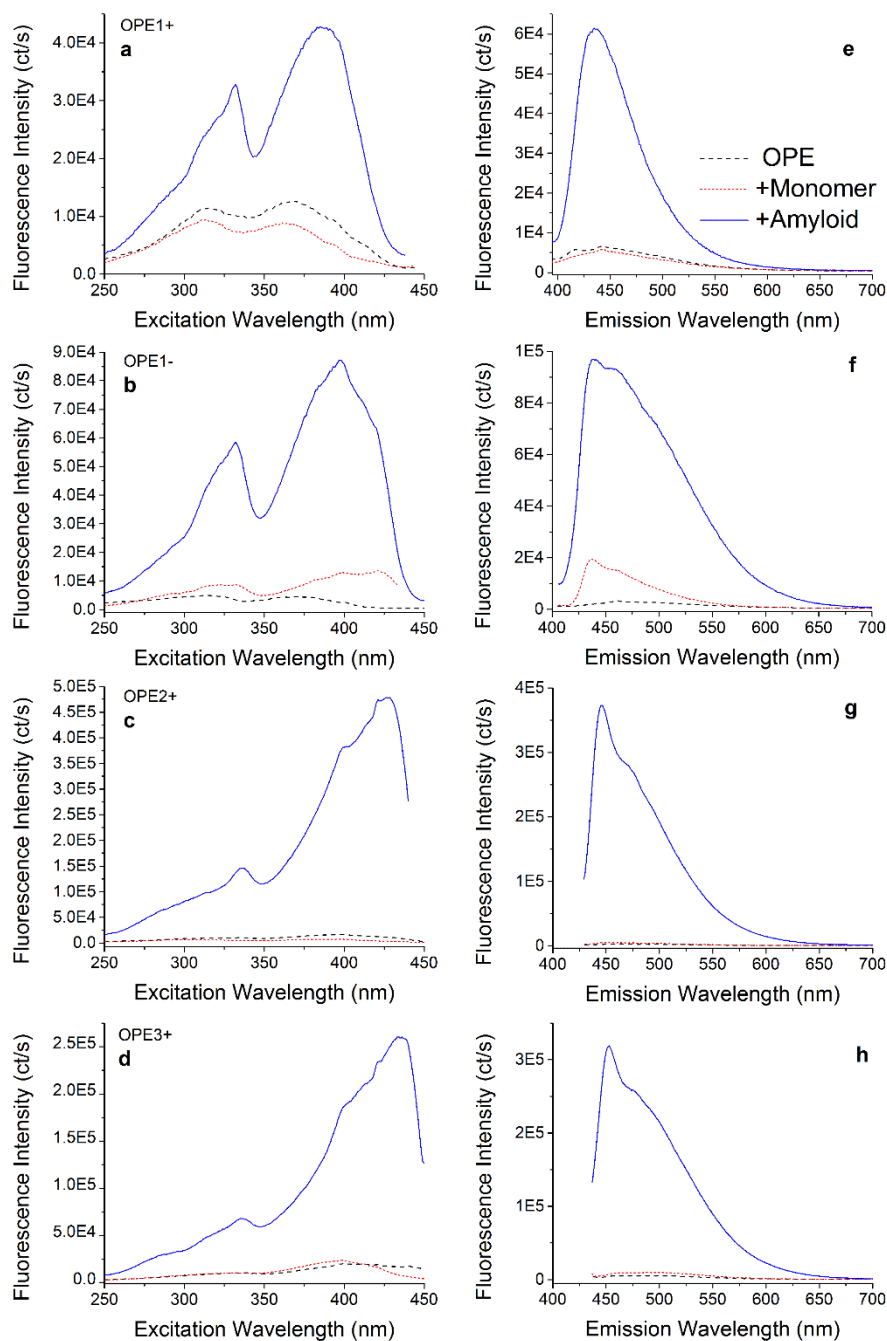 OPE1+
a
4.0E4
3.0E4
2.0E4
1.0E4
0.0
250 300 350 400 450
Fluorescence Intensity (ct/s)
Excitation Wavelength (nm)
e
6E4
5E4
4E4
3E4
2E4
1E4
0
400 450 500 550 600 650 700
Fluorescence Intensity (ct/s)
Emission Wavelength (nm)
OPE
+Monomer
+Amyloid
OPE1-
b
9.0E4
8.0E4
7.0E4
6.0E4
5.0E4
4.0E4
3.0E4
2.0E4
1.0E4
0.0
250 300 350 400 450
Fluorescence Intensity (ct/s)
Excitation Wavelength (nm)
f
1E5
8E4
6E4
4E4
2E4
0
400 450 500 550 600 650 700
Fluorescence Intensity (ct/s)
Emission Wavelength (nm)
OPE2+
c
5.0E5
4.5E5
4.0E5
3.5E5
3.0E5
2.5E5
2.0E5
1.5E5
1.0E5
5.0E4
0.0
250 300 350 400 450
Fluorescence Intensity (ct/s)
Excitation Wavelength (nm)
g
4E5
3E5
2E5
1E5
0
400 450 500 550 600 650 700
Fluorescence Intensity (ct/s)
Emission Wavelength (nm)
OPE3+
d
2.5E5
2.0E5
1.5E5
1.0E5
5.0E4
0.0
250 300 350 400 450
Fluorescence Intensity (ct/s)
Excitation Wavelength (nm)
h
3E5
2E5
1E5
0
400 450 500 550 600 650 700
Fluorescence Intensity (ct/s)
Emission Wavelength (nm)